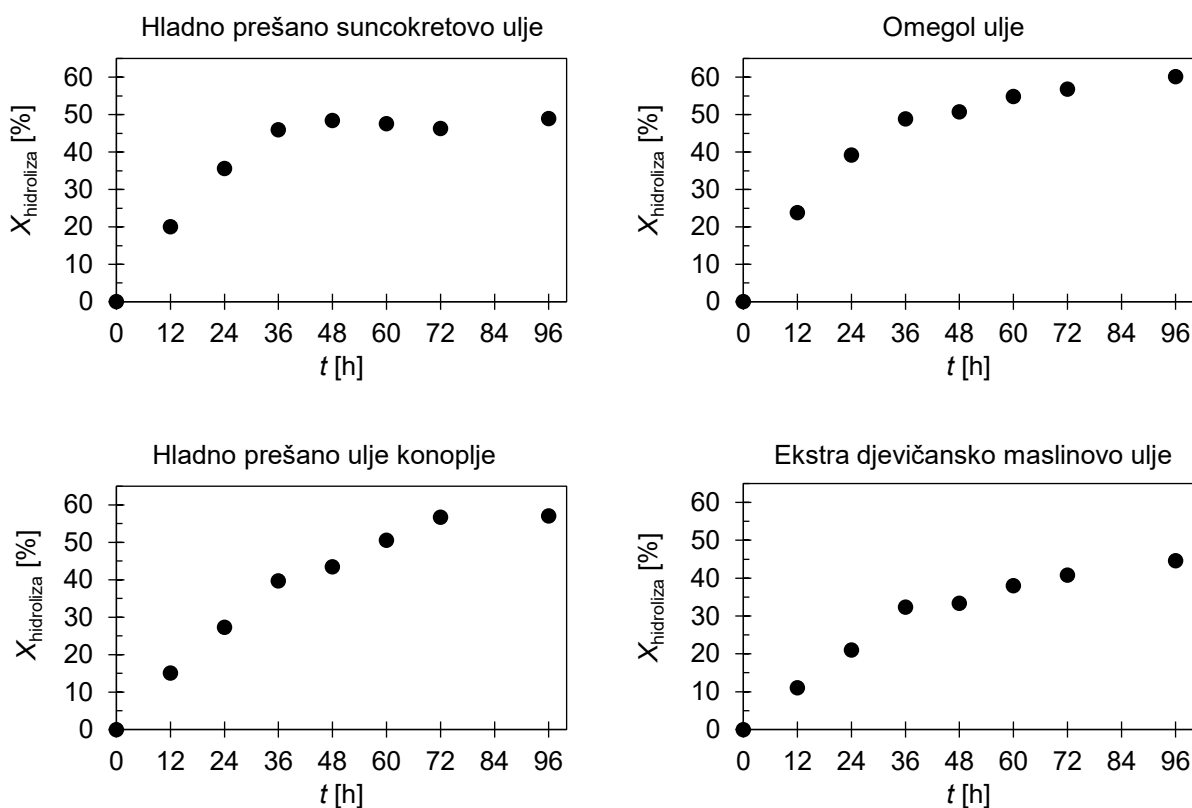 Hladno prešano suncokretovo ulje
X hidroliza [%]
60
50
40
30
20
10
0
0 12 24 36 48 60 72 84 96
t [h]
Omegol ulje
X hidroliza [%]
60
50
40
30
20
10
0
0 12 24 36 48 60 72 84 96
t [h]
Hladno prešano ulje konoplje
X hidroliza [%]
60
50
40
30
20
10
0
0 12 24 36 48 60 72 84 96
t [h]
Ekstra djevičansko maslinovo ulje
X hidroliza [%]
60
50
40
30
20
10
0
0 12 24 36 48 60 72 84 96
t [h]